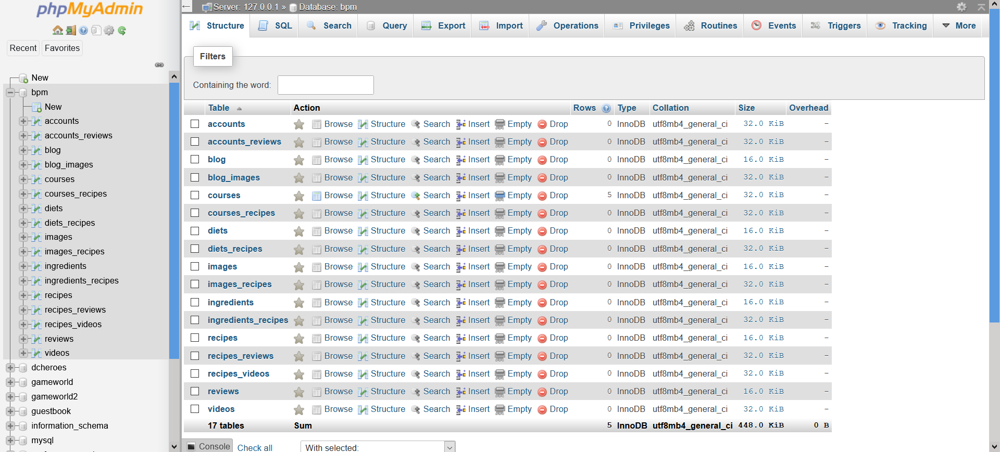 phpMyAdmin
Recent Favorites
New
bpm
New
accounts
accounts_reviews
blog
blog_images
courses
courses_recipes
diets
diets_recipes
images
images_recipes
ingredients
ingredients_recipes
recipes
recipes_reviews
recipes_videos
reviews
videos
dcheroes
gameworld
gameworld2
guestbook
information_schema
mysql
Server: 127.0.0.1 » Database: bpm
Structure SQL Search Query Export Import Operations Privileges Routines Events Triggers Tracking More
Filters
Containing the word:
Table Action Rows Type Collation Size Overhead
accounts Browse Structure Search Insert Empty Drop 0 InnoDB utf8mb4_general_ci 32.0 KiB -
accounts_reviews Browse Structure Search Insert Empty Drop 0 InnoDB utf8mb4_general_ci 32.0 KiB -
blog Browse Structure Search Insert Empty Drop 0 InnoDB utf8mb4_general_ci 16.0 KiB -
blog_images Browse Structure Search Insert Empty Drop 0 InnoDB utf8mb4_general_ci 32.0 KiB -
courses Browse Structure Search Insert Empty Drop 5 InnoDB utf8mb4_general_ci 32.0 KiB -
courses_recipes Browse Structure Search Insert Empty Drop 0 InnoDB utf8mb4_general_ci 32.0 KiB -
diets Browse Structure Search Insert Empty Drop 0 InnoDB utf8mb4_general_ci 16.0 KiB -
diets_recipes Browse Structure Search Insert Empty Drop 0 InnoDB utf8mb4_general_ci 32.0 KiB -
images Browse Structure Search Insert Empty Drop 0 InnoDB utf8mb4_general_ci 16.0 KiB -
images_recipes Browse Structure Search Insert Empty Drop 0 InnoDB utf8mb4_general_ci 32.0 KiB -
ingredients Browse Structure Search Insert Empty Drop 0 InnoDB utf8mb4_general_ci 16.0 KiB -
ingredients_recipes Browse Structure Search Insert Empty Drop 0 InnoDB utf8mb4_general_ci 32.0 KiB -
recipes Browse Structure Search Insert Empty Drop 0 InnoDB utf8mb4_general_ci 16.0 KiB -
recipes_reviews Browse Structure Search Insert Empty Drop 0 InnoDB utf8mb4_general_ci 32.0 KiB -
recipes_videos Browse Structure Search Insert Empty Drop 0 InnoDB utf8mb4_general_ci 32.0 KiB -
reviews Browse Structure Search Insert Empty Drop 0 InnoDB utf8mb4_general_ci 16.0 KiB -
videos Browse Structure Search Insert Empty Drop 0 InnoDB utf8mb4_general_ci 32.0 KiB -
17 tables Sum 5 InnoDB utf8mb4_general_ci 448.0 KiB 0 B
Console Check all With selected: